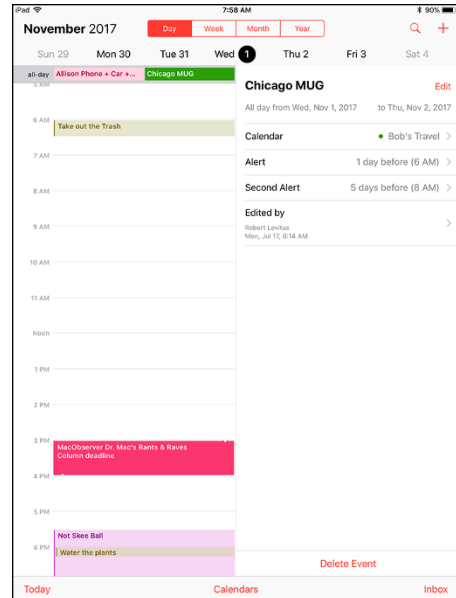 iPad 7:58 AM 90%
November 2017 Day Week Month Year
Sun 29 Mon 30 Tue 31 Wed 1 Thu 2 Fri 3 Sat 4
all-day Allison Phone + Car +... Chicago MUG
5 AM
6 AM
Take out the Trash
7 AM
8 AM
9 AM
10 AM
11 AM
Noon
1 PM
2 PM
3 PM
MacObserver Dr. Mac's Rants & Raves
Column deadline
4 PM
5 PM
Not Skee Ball
6 PM
Water the plants
Chicago MUG Edit
All day from Wed, Nov 1, 2017 to Thu, Nov 2, 2017
Calendar Bob's Travel
Alert 1 day before (6 AM)
Second Alert 5 days before (8 AM)
Edited by
Robert Levitus
Mon, Jul 17, 8:14 AM
Delete Event
Today Calendars Inbox